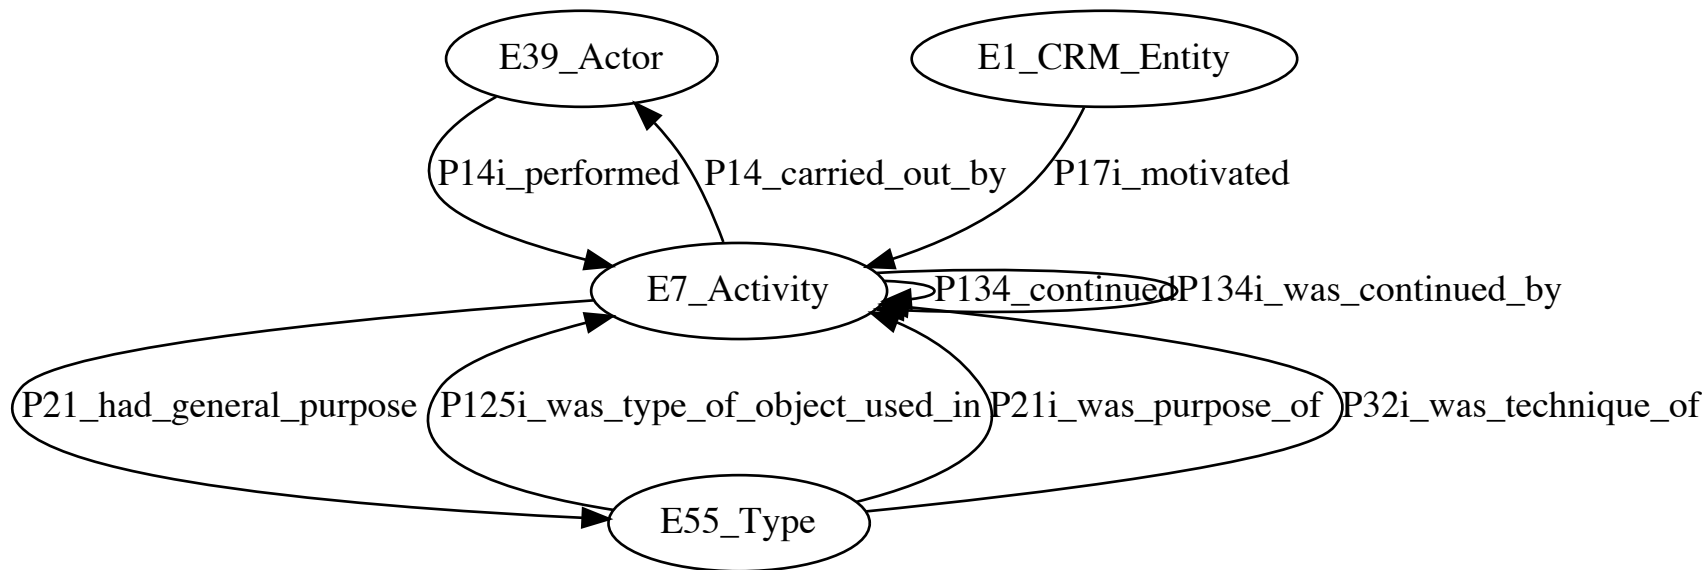 E39_Actor
E1_CRM_Entity
P14i_performed
P14_carried_out_by
P17i_motivated
E7_Activity
P134_continued
P134i_was_continued_by
P21_had_general_purpose
P125i_was_type_of_object_used_in
P21i_was_purpose_of
P32i_was_technique_of
E55_Type